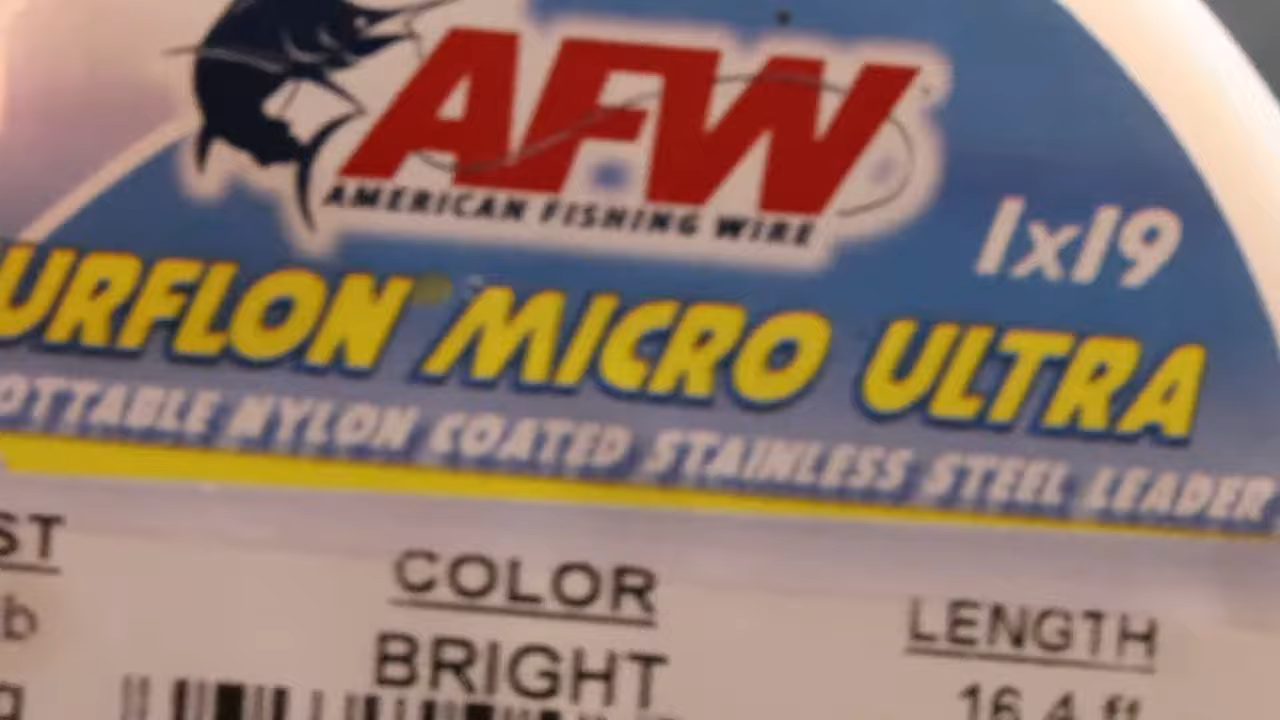 AFW
AMERICAN FISHING WIRE
1x19
URFLON® MICRO ULTRA
OTTABLE NYLON COATED STAINLESS STEEL LEADER
ST
COLOR
LENGTH
b
BRIGHT
16.4 ft
g